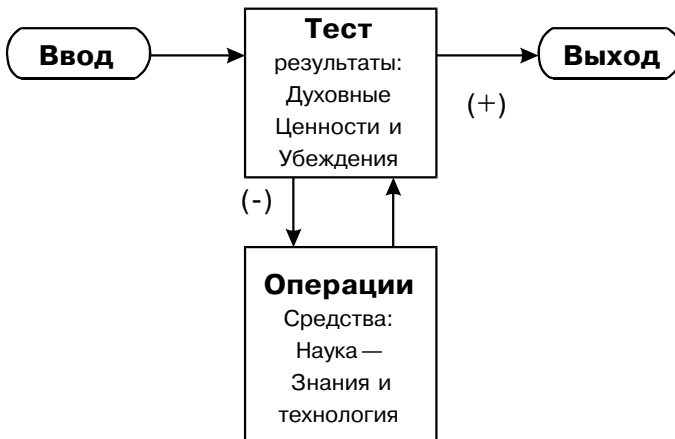 Ввод
Тест
результаты:
Духовные
Ценности и
Убеждения
Выход
(+)
(-)
Операции
Средства:
Наука —
Знания и
технология